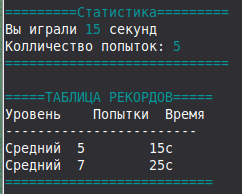 =========Статистика=========
Вы играли 15 секунд
Колличество попыток: 5
============================
=====ТАБЛИЦА РЕКОРДОВ=====
Уровень    Попытки  Время
------------------------
Средний  5        15с
Средний  7        25с
==========================